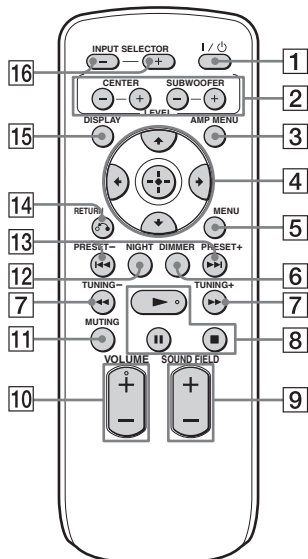 INPUT SELECTOR
I / ⏻
1
16
− +
CENTER SUBWOOFER
2
− + − +
LEVEL
DISPLAY AMP MENU
15
3
4
14
RETURN MENU
5
13
PRESET− NIGHT DIMMER PRESET+
12
6
TUNING− TUNING+
7
7
MUTING
11
8
VOLUME SOUND FIELD
+ +
10
9
− −